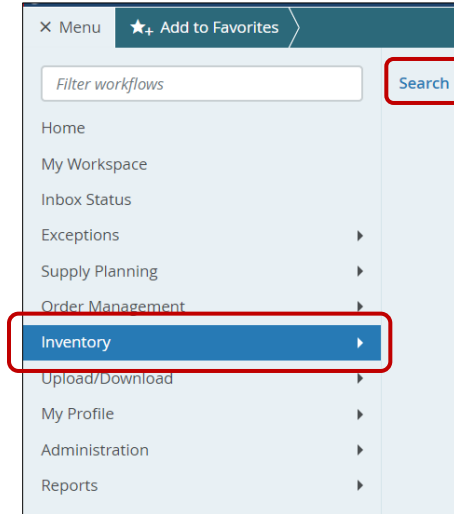 × Menu ★+ Add to Favorites
Filter workflows
Search
Home
My Workspace
Inbox Status
Exceptions
Supply Planning
Order Management
Inventory
Upload/Download
My Profile
Administration
Reports